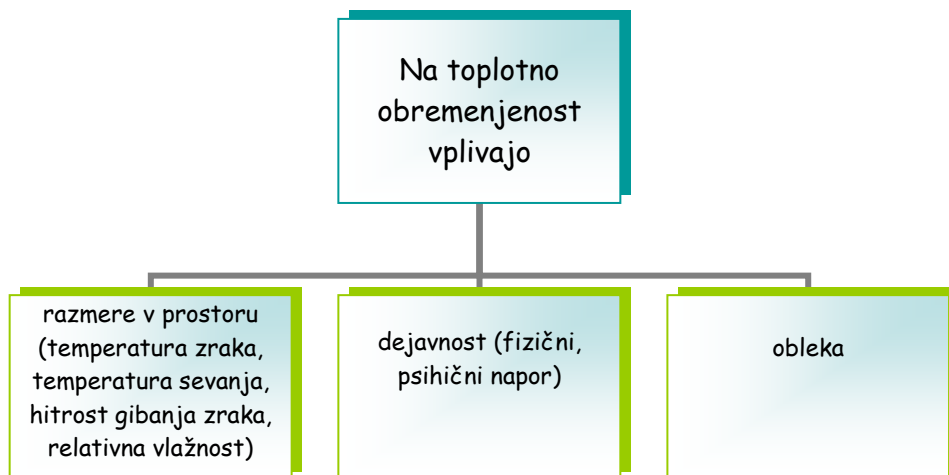 Na toplotno
obremenjenost
vplivajo
razmere v prostoru
(temperatura zraka,
temperatura sevanja,
hitrost gibanja zraka,
relativna vlažnost)
dejavnost (fizični,
psihični napor)
obleka